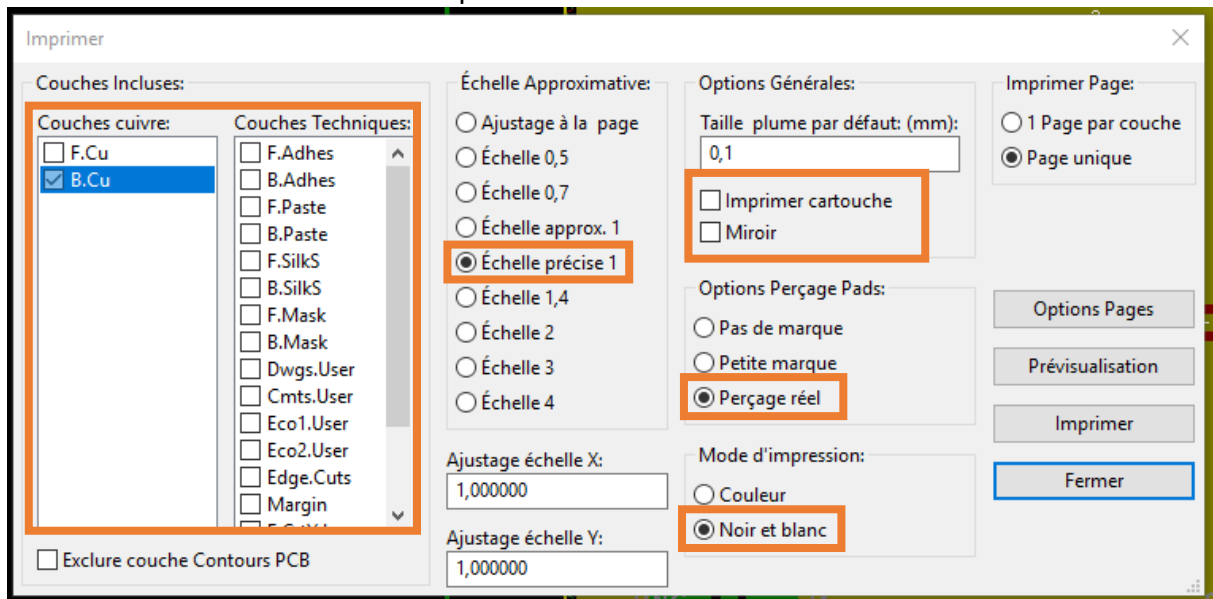 Imprimer
Couches Incluses:
Couches cuivre:
F.Cu
B.Cu
Couches Techniques:
F.Adhes
B.Adhes
F.Paste
B.Paste
F.SilkS
B.SilkS
F.Mask
B.Mask
Dwgs.User
Cmts.User
Eco1.User
Eco2.User
Edge.Cuts
Margin
Exclure couche Contours PCB
Échelle Approximative:
Ajustage à la page
Échelle 0,5
Échelle 0,7
Échelle approx. 1
Échelle précise 1
Échelle 1,4
Échelle 2
Échelle 3
Échelle 4
Ajustage échelle X:
1,000000
Ajustage échelle Y:
1,000000
Options Générales:
Taille plume par défaut: (mm):
0,1
Imprimer cartouche
Miroir
Options Perçage Pads:
Pas de marque
Petite marque
Perçage réel
Mode d'impression:
Couleur
Noir et blanc
Imprimer Page:
1 Page par couche
Page unique
Options Pages
Prévisualisation
Imprimer
Fermer